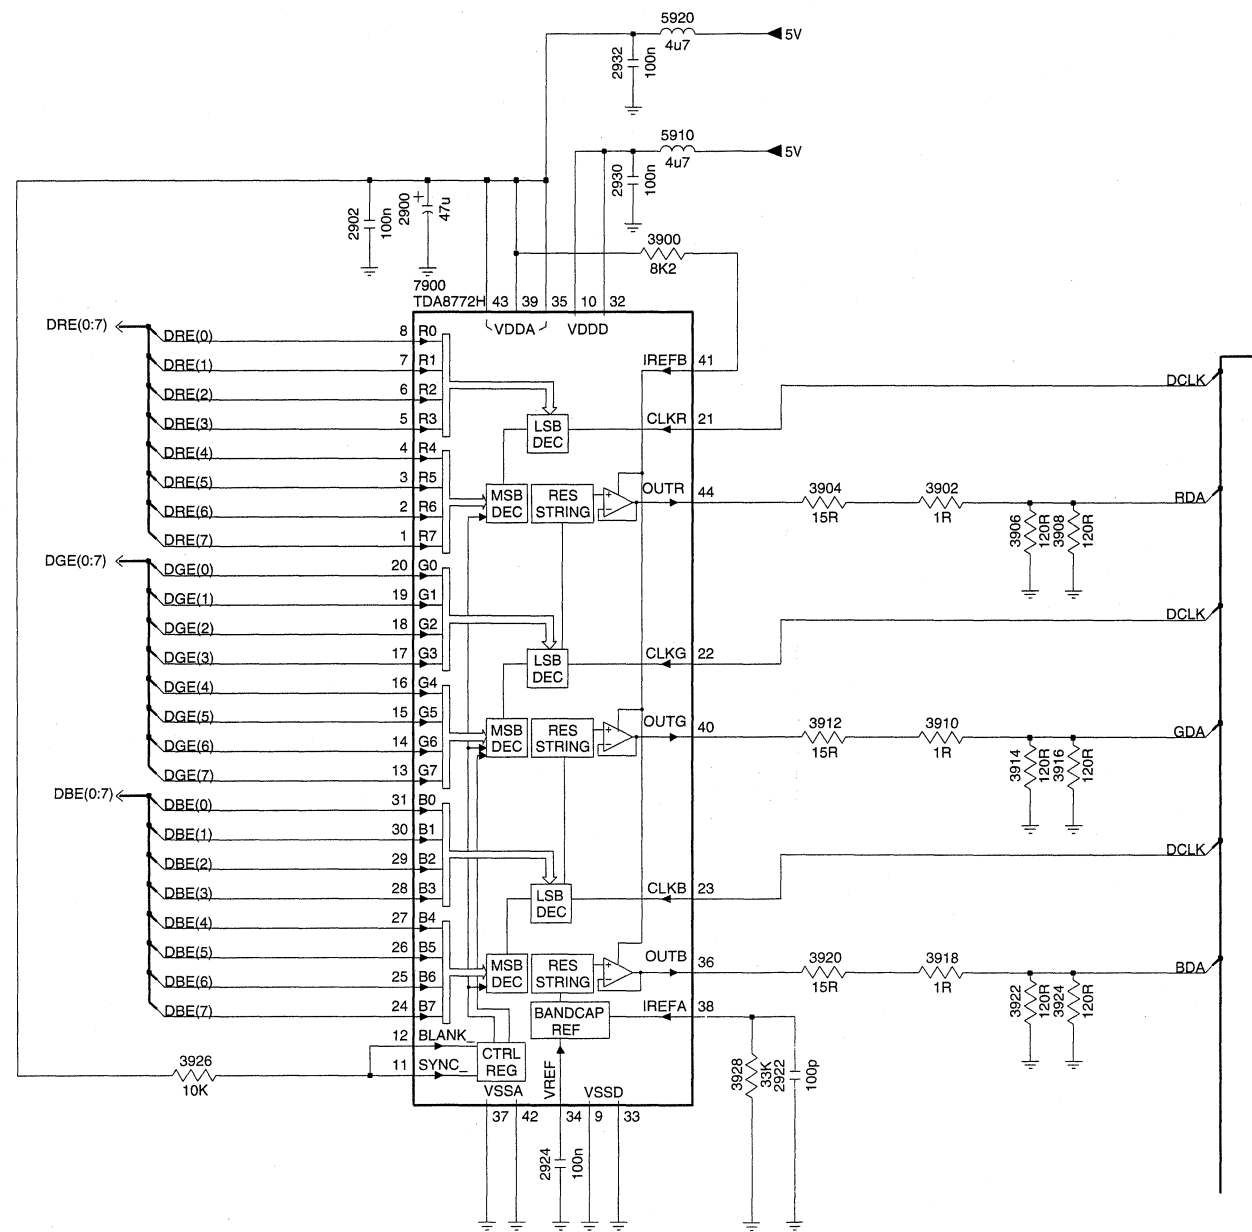 5920
5V
4u7
2932
100n
5910
5V
4u7
2930
100n
2902
100n
2900
+
47u
3900
8K2
7900
TDA8772H
43
39
35
10
32
VDDA
VDDD
DRE(0:7)
DRE(0)
8
R0
DRE(1)
7
R1
IREFB
41
DRE(2)
6
R2
DCLK
DRE(3)
5
R3
LSB
DEC
CLKR
21
DRE(4)
4
R4
DRE(5)
3
R5
MSB
DEC
RES
STRING
+
−
OUTR
44
3904
15R
3902
1R
RDA
DRE(6)
2
R6
3906
120R
3908
120R
DRE(7)
1
R7
DGE(0:7)
DGE(0)
20
G0
DGE(1)
19
G1
DCLK
DGE(2)
18
G2
DGE(3)
17
G3
LSB
DEC
CLKG
22
DGE(4)
16
G4
DGE(5)
15
G5
MSB
DEC
RES
STRING
+
−
OUTG
40
3912
15R
3910
1R
GDA
DGE(6)
14
G6
3914
120R
3916
120R
DGE(7)
13
G7
DBE(0:7)
DBE(0)
31
B0
DBE(1)
30
B1
DCLK
DBE(2)
29
B2
DBE(3)
28
B3
LSB
DEC
CLKB
23
DBE(4)
27
B4
DBE(5)
26
B5
MSB
DEC
RES
STRING
+
−
OUTB
36
3920
15R
3918
1R
BDA
DBE(6)
25
B6
3922
120R
3924
120R
DBE(7)
24
B7
BANDCAP
REF
IREFA
38
12
BLANK_
CTRL
REG
3926
10K
11
SYNC_
VREF
3928
33K
2922
100p
VSSA
VSSD
37
42
34
9
33
2924
100n